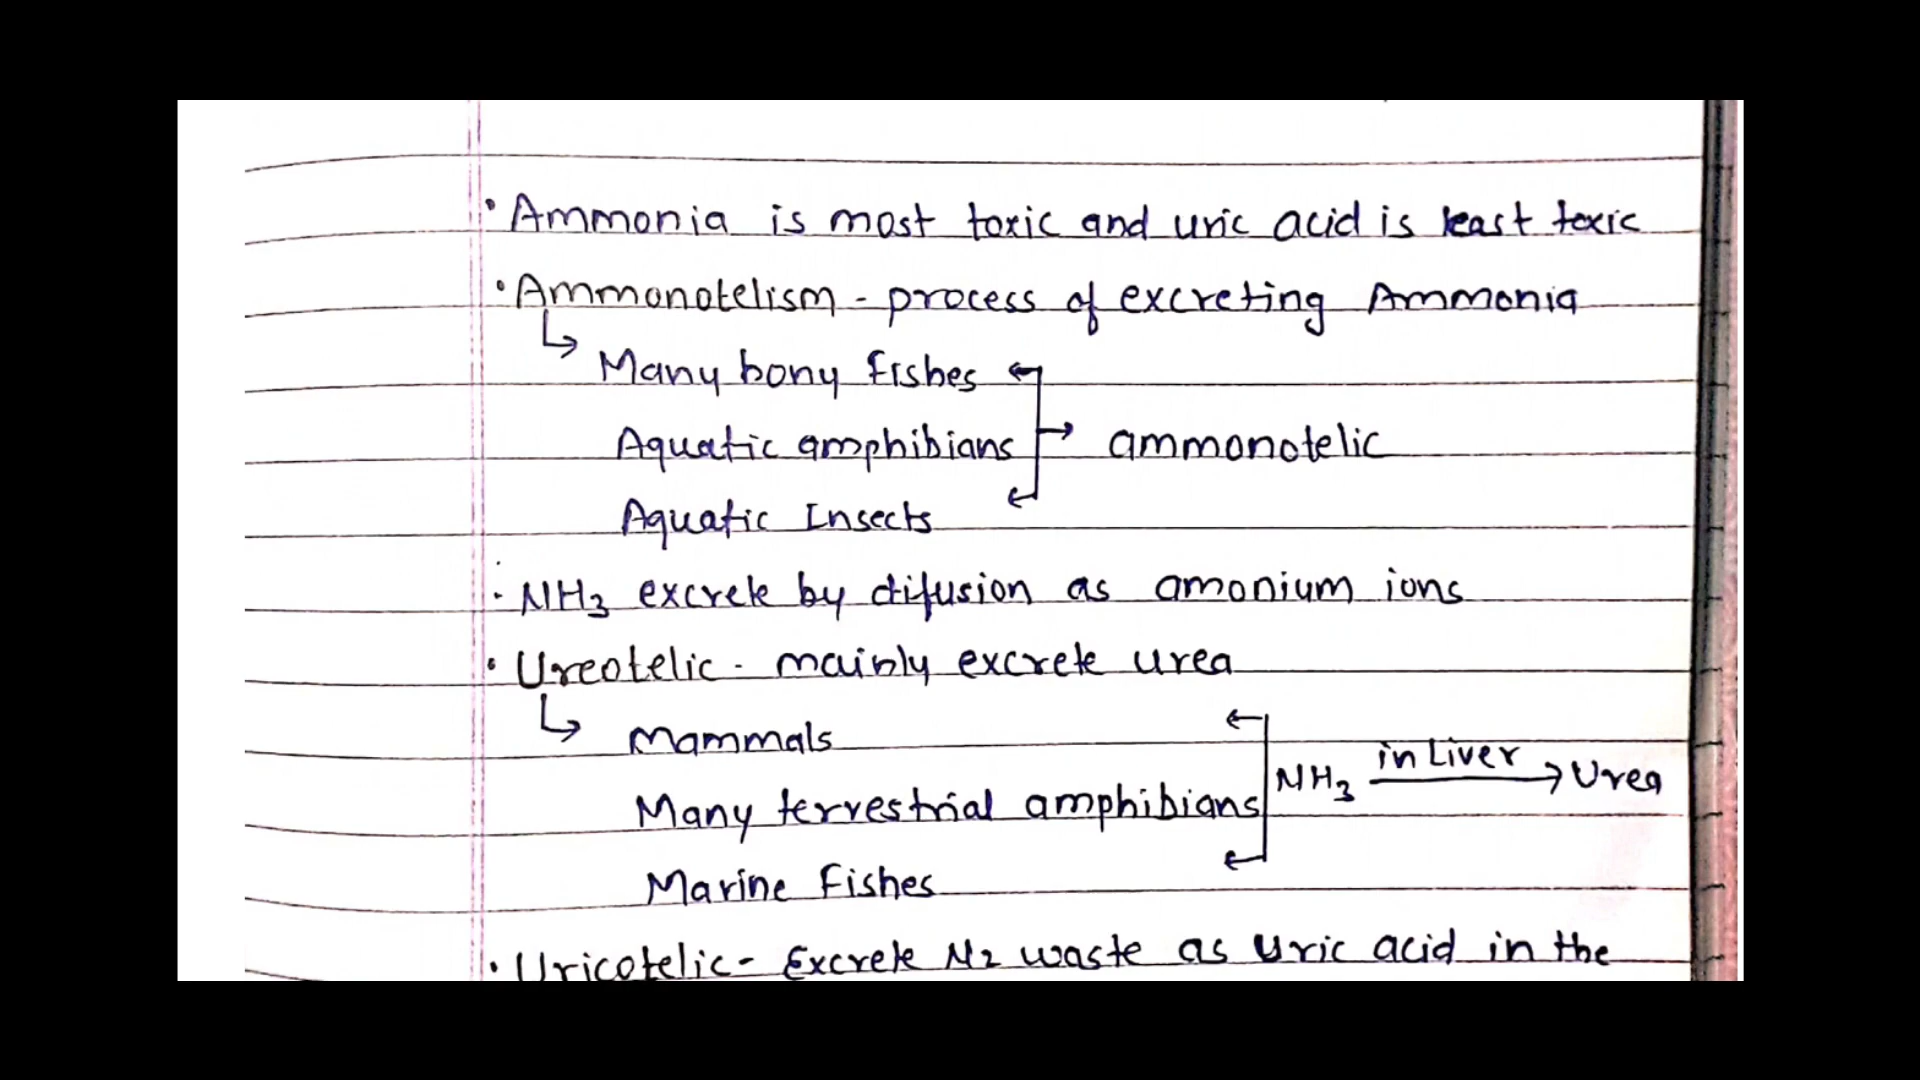 • Ammonia is most toxic and uric acid is least toxic
• Ammonotelism - process of excreting Ammonia
↳ Many bony fishes
Aquatic amphibians → ammonotelic
Aquatic Insects
• NH3 excrete by difusion as amonium ions
• Ureotelic - mainly excrete urea
↳ Mammals
Many terrestrial amphibians NH3 in Liver → Urea
Marine Fishes
• Uricotelic - Excrete N2 waste as Uric acid in the